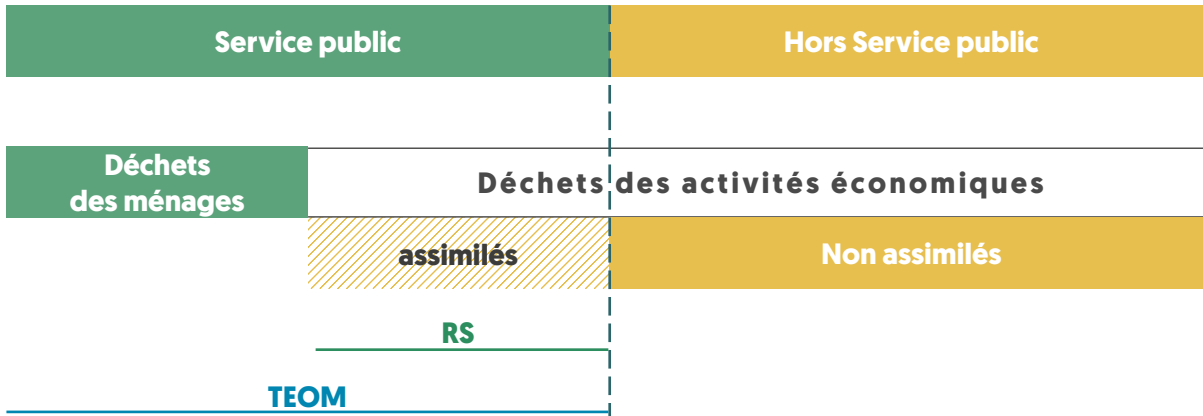 Service public
Hors Service public
Déchets
des ménages
Déchets des activités économiques
assimilés
Non assimilés
RS
TEOM